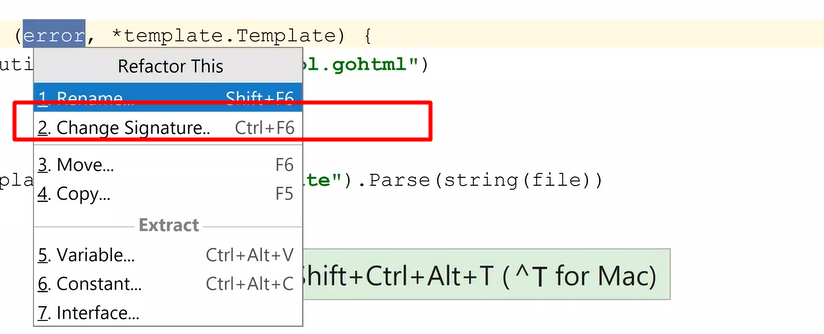 (error, *template.Template) {
uti
Refactor This
ol.gohtml")
1. Rename... Shift+F6
2. Change Signature.. Ctrl+F6
3. Move... F6
pla
te").Parse(string(file))
4. Copy... F5
Extract
5. Variable... Ctrl+Alt+V
6. Constant... Ctrl+Alt+C
hift+Ctrl+Alt+T (^T for Mac)
7. Interface...